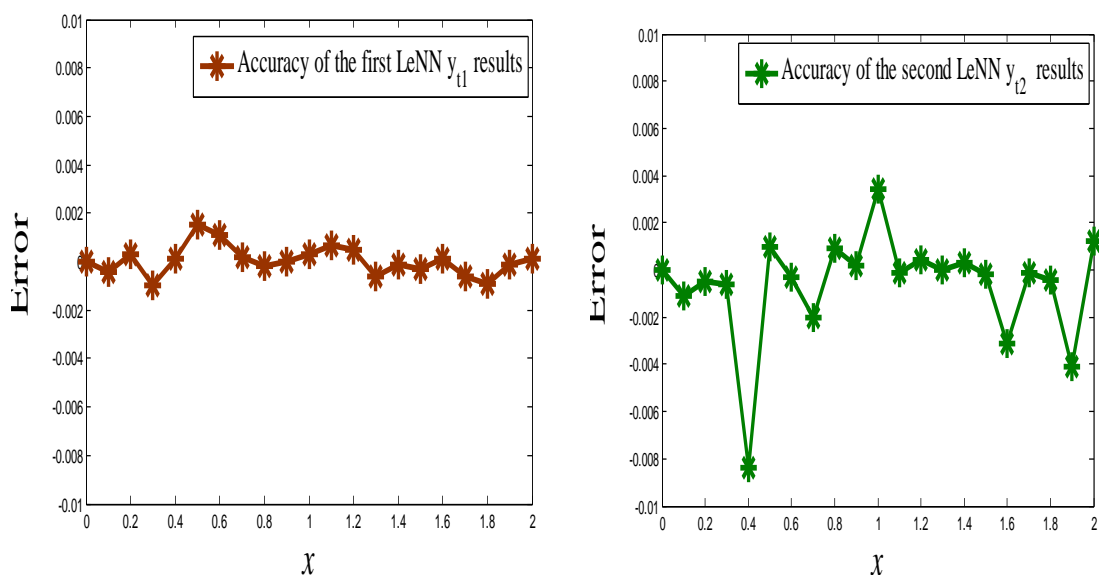 Accuracy of the first LeNN y_t1 results
0.01
0.008
0.006
0.004
0.002
0
-0.002
-0.004
-0.006
-0.008
-0.01
Error
0 0.2 0.4 0.6 0.8 1 1.2 1.4 1.6 1.8 2
x
Accuracy of the second LeNN y_t2 results
0.01
0.008
0.006
0.004
0.002
0
-0.002
-0.004
-0.006
-0.008
-0.01
Error
0 0.2 0.4 0.6 0.8 1 1.2 1.4 1.6 1.8 2
x